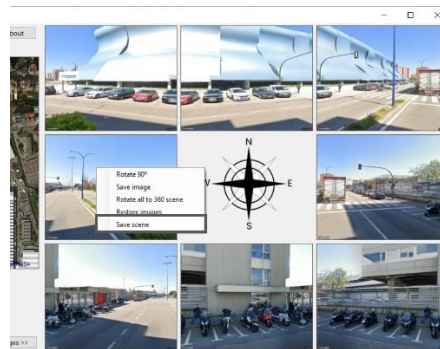 bout
N
Rotate 90º
Save image
Rotate all to 360 scene
Restore images
Save scene
E
S
ges >>